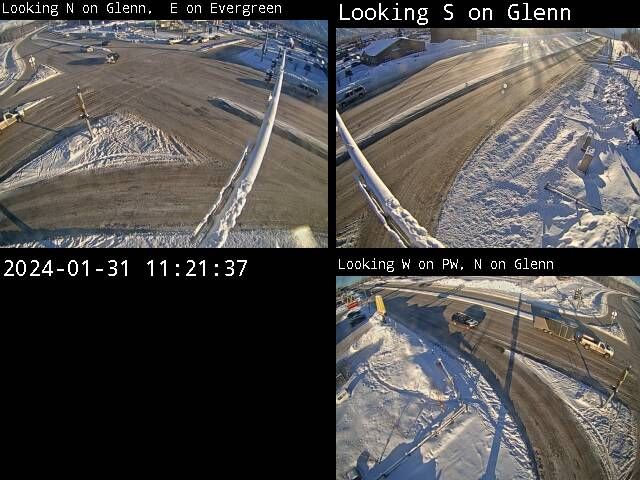 Looking N on Glenn,  E on Evergreen
Looking S on Glenn
2024-01-31 11:21:37
Looking W on PW, N on Glenn